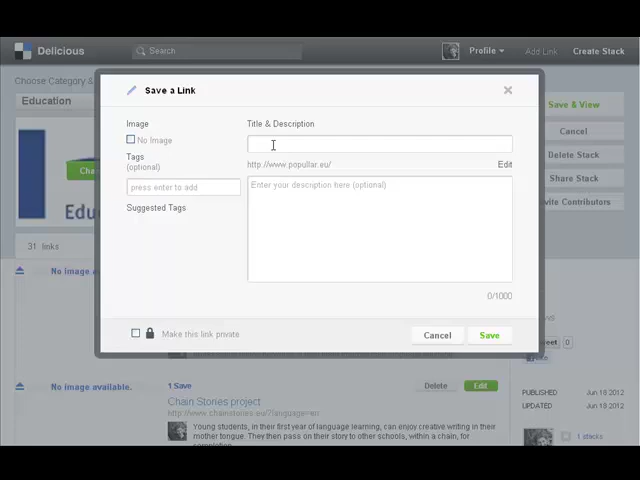 Delicious
Search
Profile
Add Link
Create Stack
Choose Category &
Education
Save & View
Cancel
Delete Stack
Share Stack
vite Contributors
Save a Link
Image
No Image
Tags
(optional)
press enter to add
Suggested Tags
Title & Description
http://www.popullar.eu/
Edit
Enter your description here (optional)
0/1000
Make this link private
Cancel
Save
Edu
31 links
No image av
weet 0
No image available.
1 Save
Delete
Edit
Chain Stories project
http://www.chainstories.eu/?language=en
Young students, in their first year of language learning, can enjoy creative writing in their
mother tongue. They then pass on their story to other schools, within a chain, for
PUBLISHED Jun 18 2012
UPDATED Jun 18 2012
1 stacks